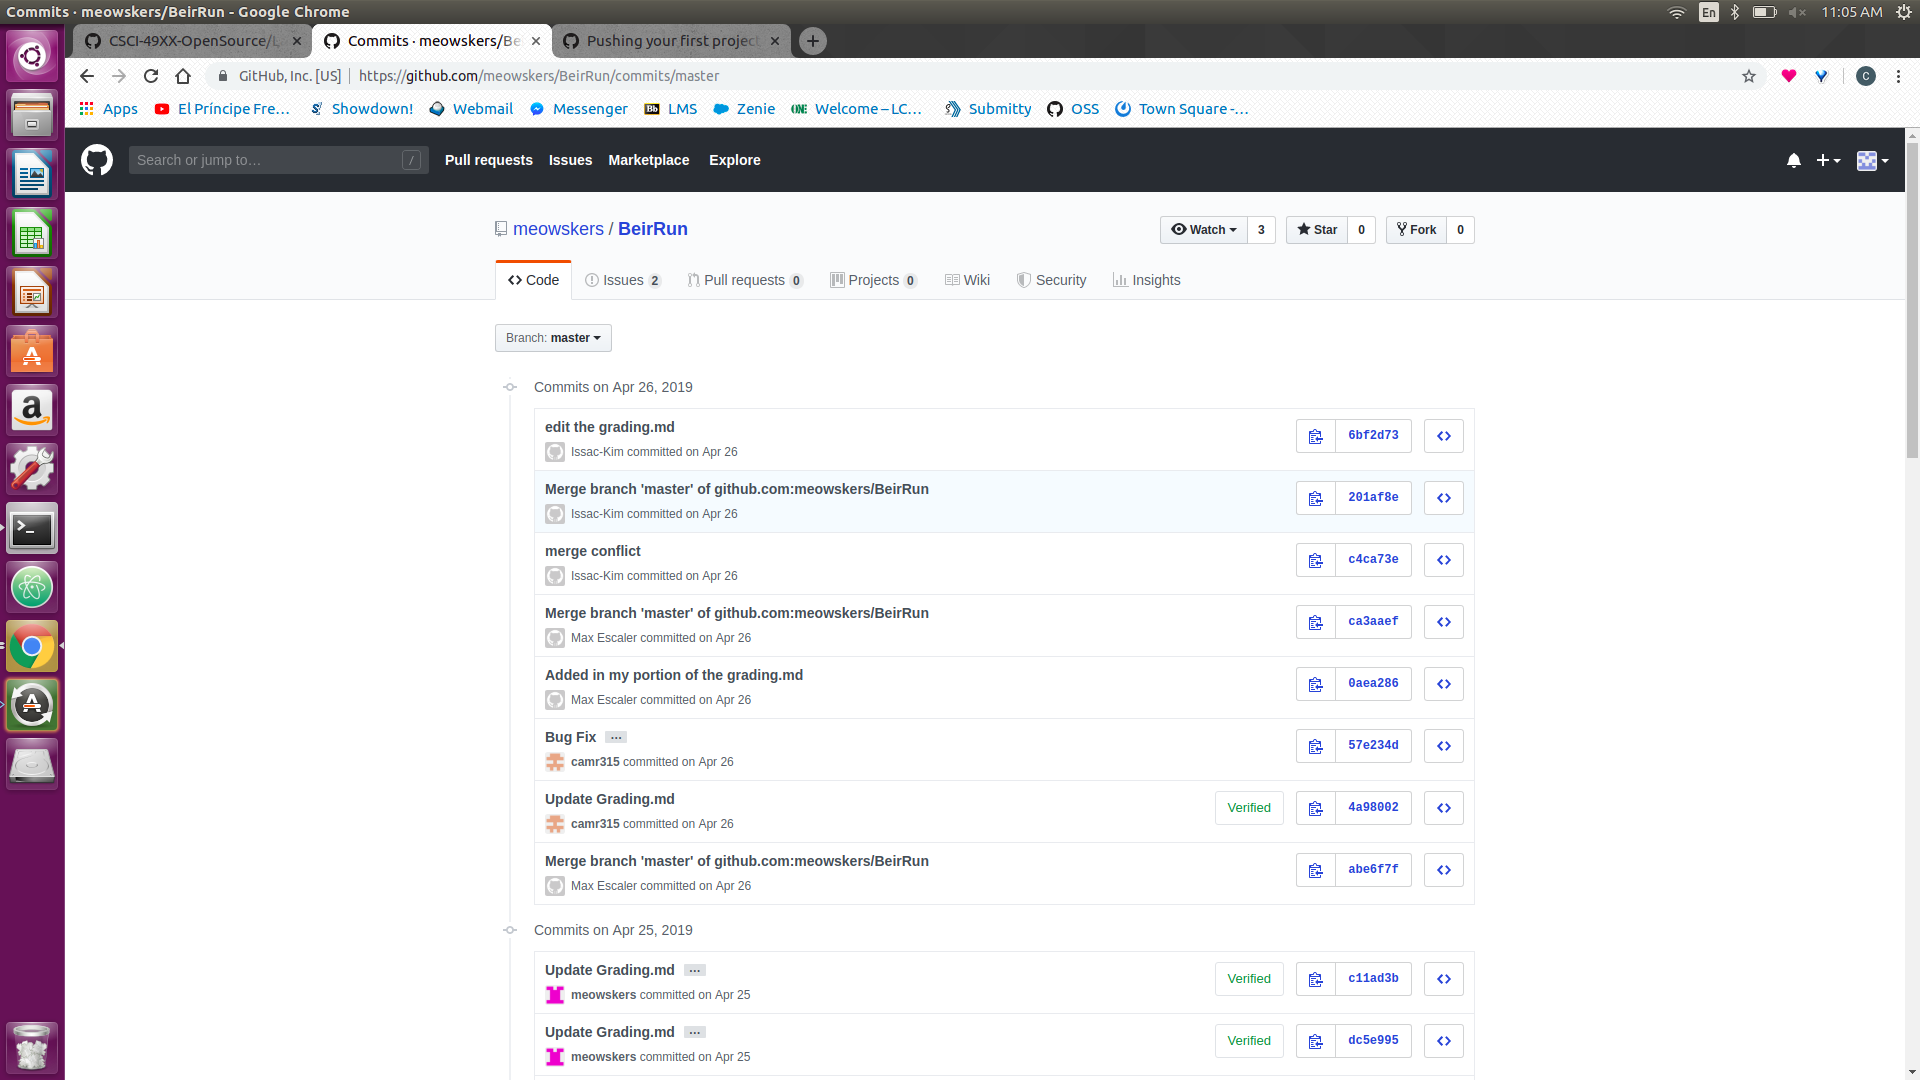 Commits · meowskers/BeirRun - Google Chrome
En
11:05 AM
CSCI-49XX-OpenSource/L
Commits · meowskers/Be
Pushing your first project
GitHub, Inc. [US]
https://github.com/meowskers/BeirRun/commits/master
C
Apps
El Príncipe Fre…
Showdown!
Webmail
Messenger
Bb LMS
Zenie
Welcome – LC…
Submitty
OSS
Town Square -…
Search or jump to…
/
Pull requests
Issues
Marketplace
Explore
meowskers / BeirRun
Watch 3
Star 0
Fork 0
Code
Issues 2
Pull requests 0
Projects 0
Wiki
Security
Insights
Branch: master
Commits on Apr 26, 2019
edit the grading.md
Issac-Kim committed on Apr 26
6bf2d73
Merge branch 'master' of github.com:meowskers/BeirRun
Issac-Kim committed on Apr 26
201af8e
merge conflict
Issac-Kim committed on Apr 26
c4ca73e
Merge branch 'master' of github.com:meowskers/BeirRun
Max Escaler committed on Apr 26
ca3aaef
Added in my portion of the grading.md
Max Escaler committed on Apr 26
0aea286
Bug Fix …
camr315 committed on Apr 26
57e234d
Update Grading.md
camr315 committed on Apr 26
Verified
4a98002
Merge branch 'master' of github.com:meowskers/BeirRun
Max Escaler committed on Apr 26
abe6f7f
Commits on Apr 25, 2019
Update Grading.md …
meowskers committed on Apr 25
Verified
c11ad3b
Update Grading.md …
meowskers committed on Apr 25
Verified
dc5e995